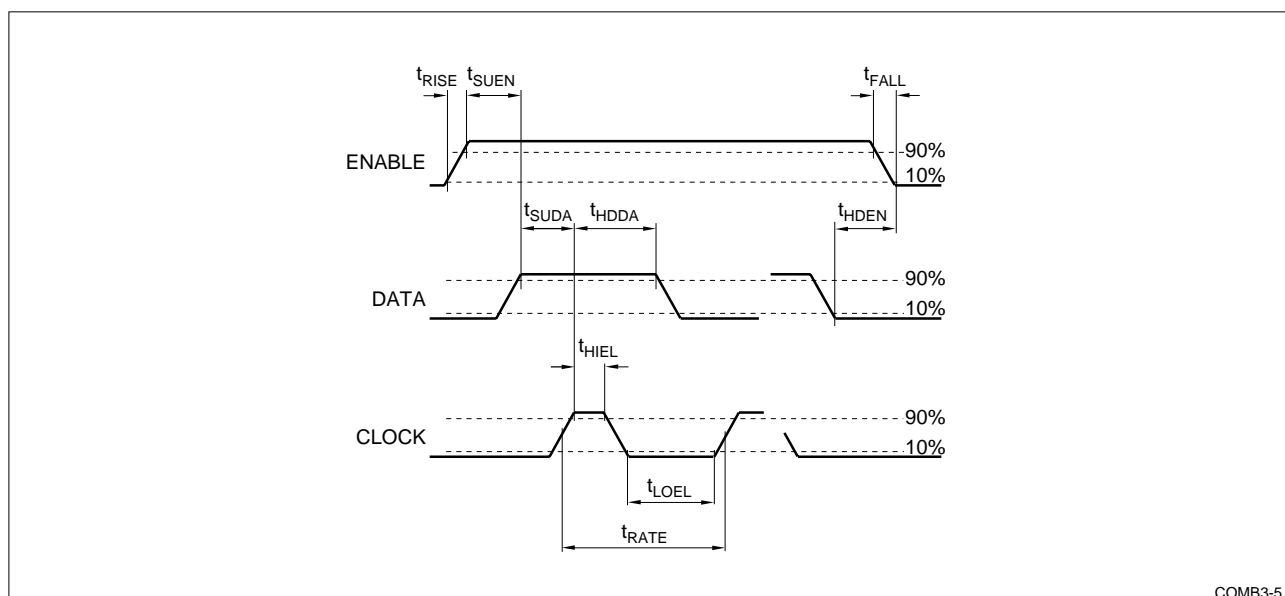 tRISE tSUEN tFALL
ENABLE
90%
10%
tSUDA tHDDA tHDEN
DATA
90%
10%
tHIEL
CLOCK
90%
10%
tLOEL
tRATE
COMB3-5